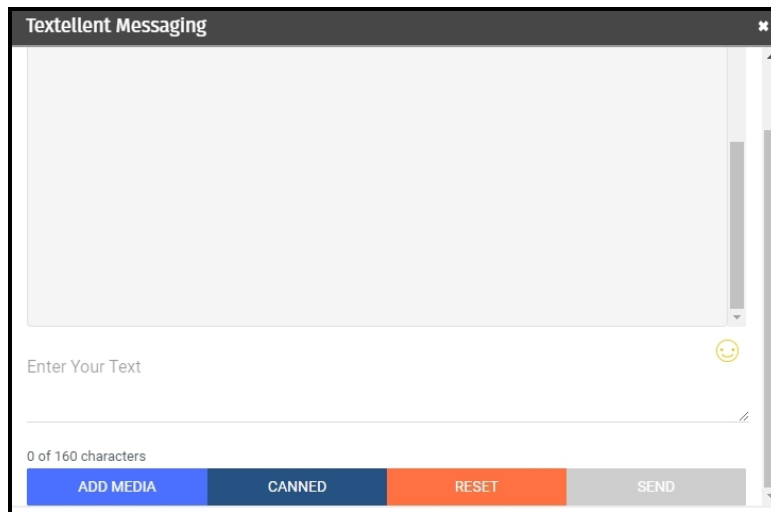 Textellent Messaging
Enter Your Text
0 of 160 characters
ADD MEDIA CANNED RESET SEND